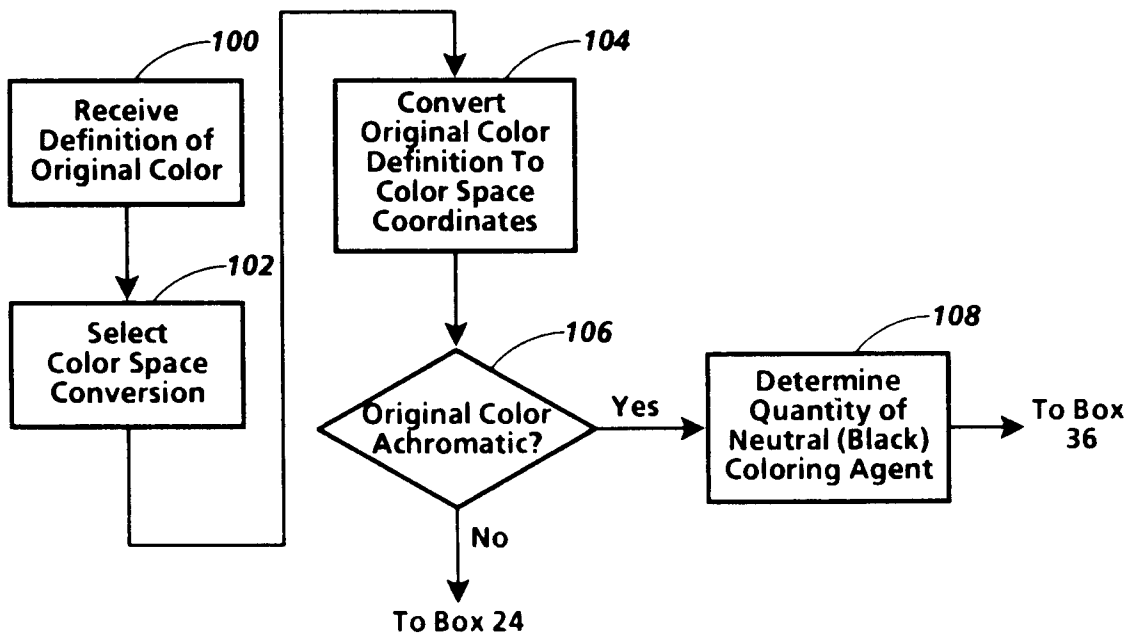 100
Receive
Definition of
Original Color
102
Select
Color Space
Conversion
104
Convert
Original Color
Definition To
Color Space
Coordinates
106
Original Color
Achromatic?
Yes
No
To Box 24
108
Determine
Quantity of
Neutral (Black)
Coloring Agent
To Box
36